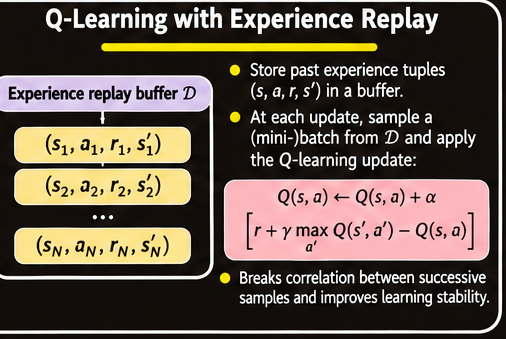 Q-Learning with Experience Replay
Experience replay buffer 𝒟
(s₁, a₁, r₁, s′₁)
(s₂, a₂, r₂, s′₂)
...
(s_N, a_N, r_N, s′_N)
Store past experience tuples
(s, a, r, s′) in a buffer.
At each update, sample a
(mini-)batch from 𝒟 and apply
the Q-learning update:
Q(s, a) ← Q(s, a) + α
[r + γ max_{a′} Q(s′, a′) − Q(s, a)]
Breaks correlation between successive
samples and improves learning stability.